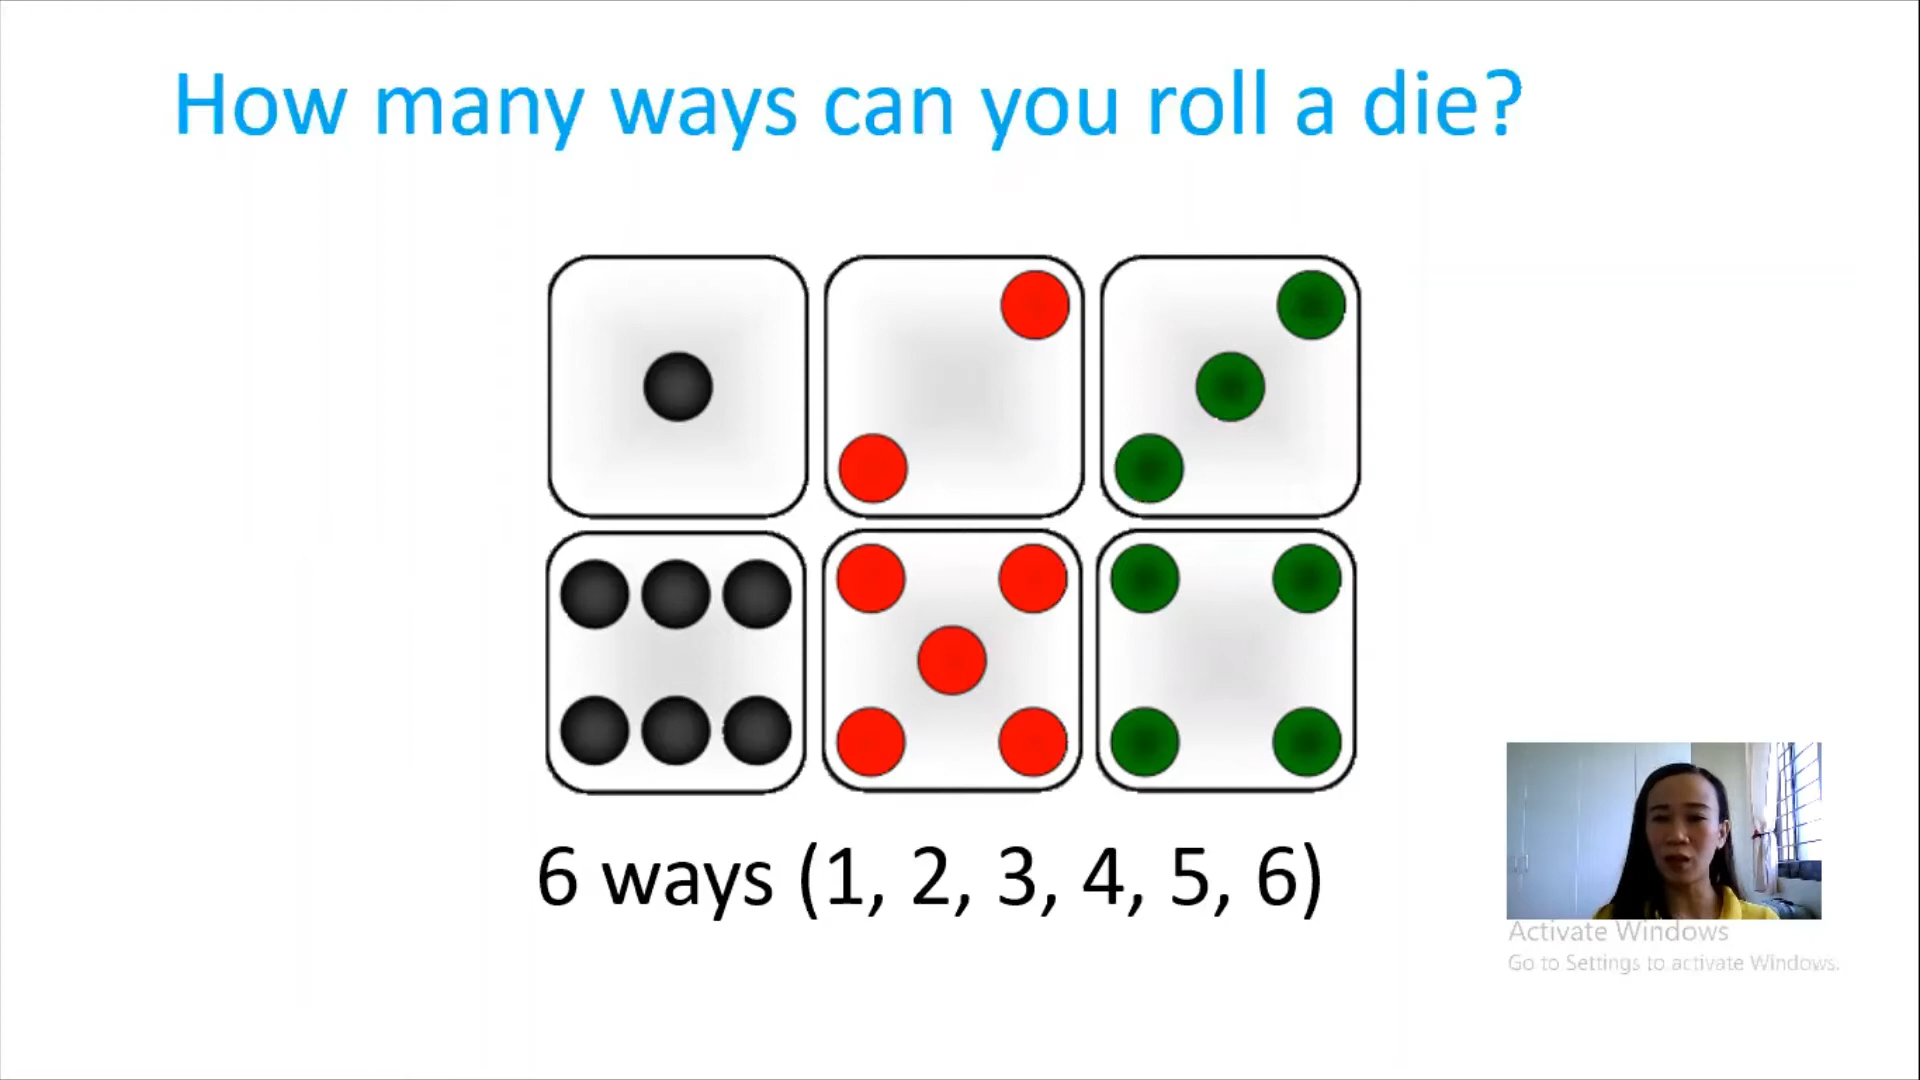 How many ways can you roll a die?
6 ways (1, 2, 3, 4, 5, 6)
Activate Windows
Go to Settings to activate Windows.